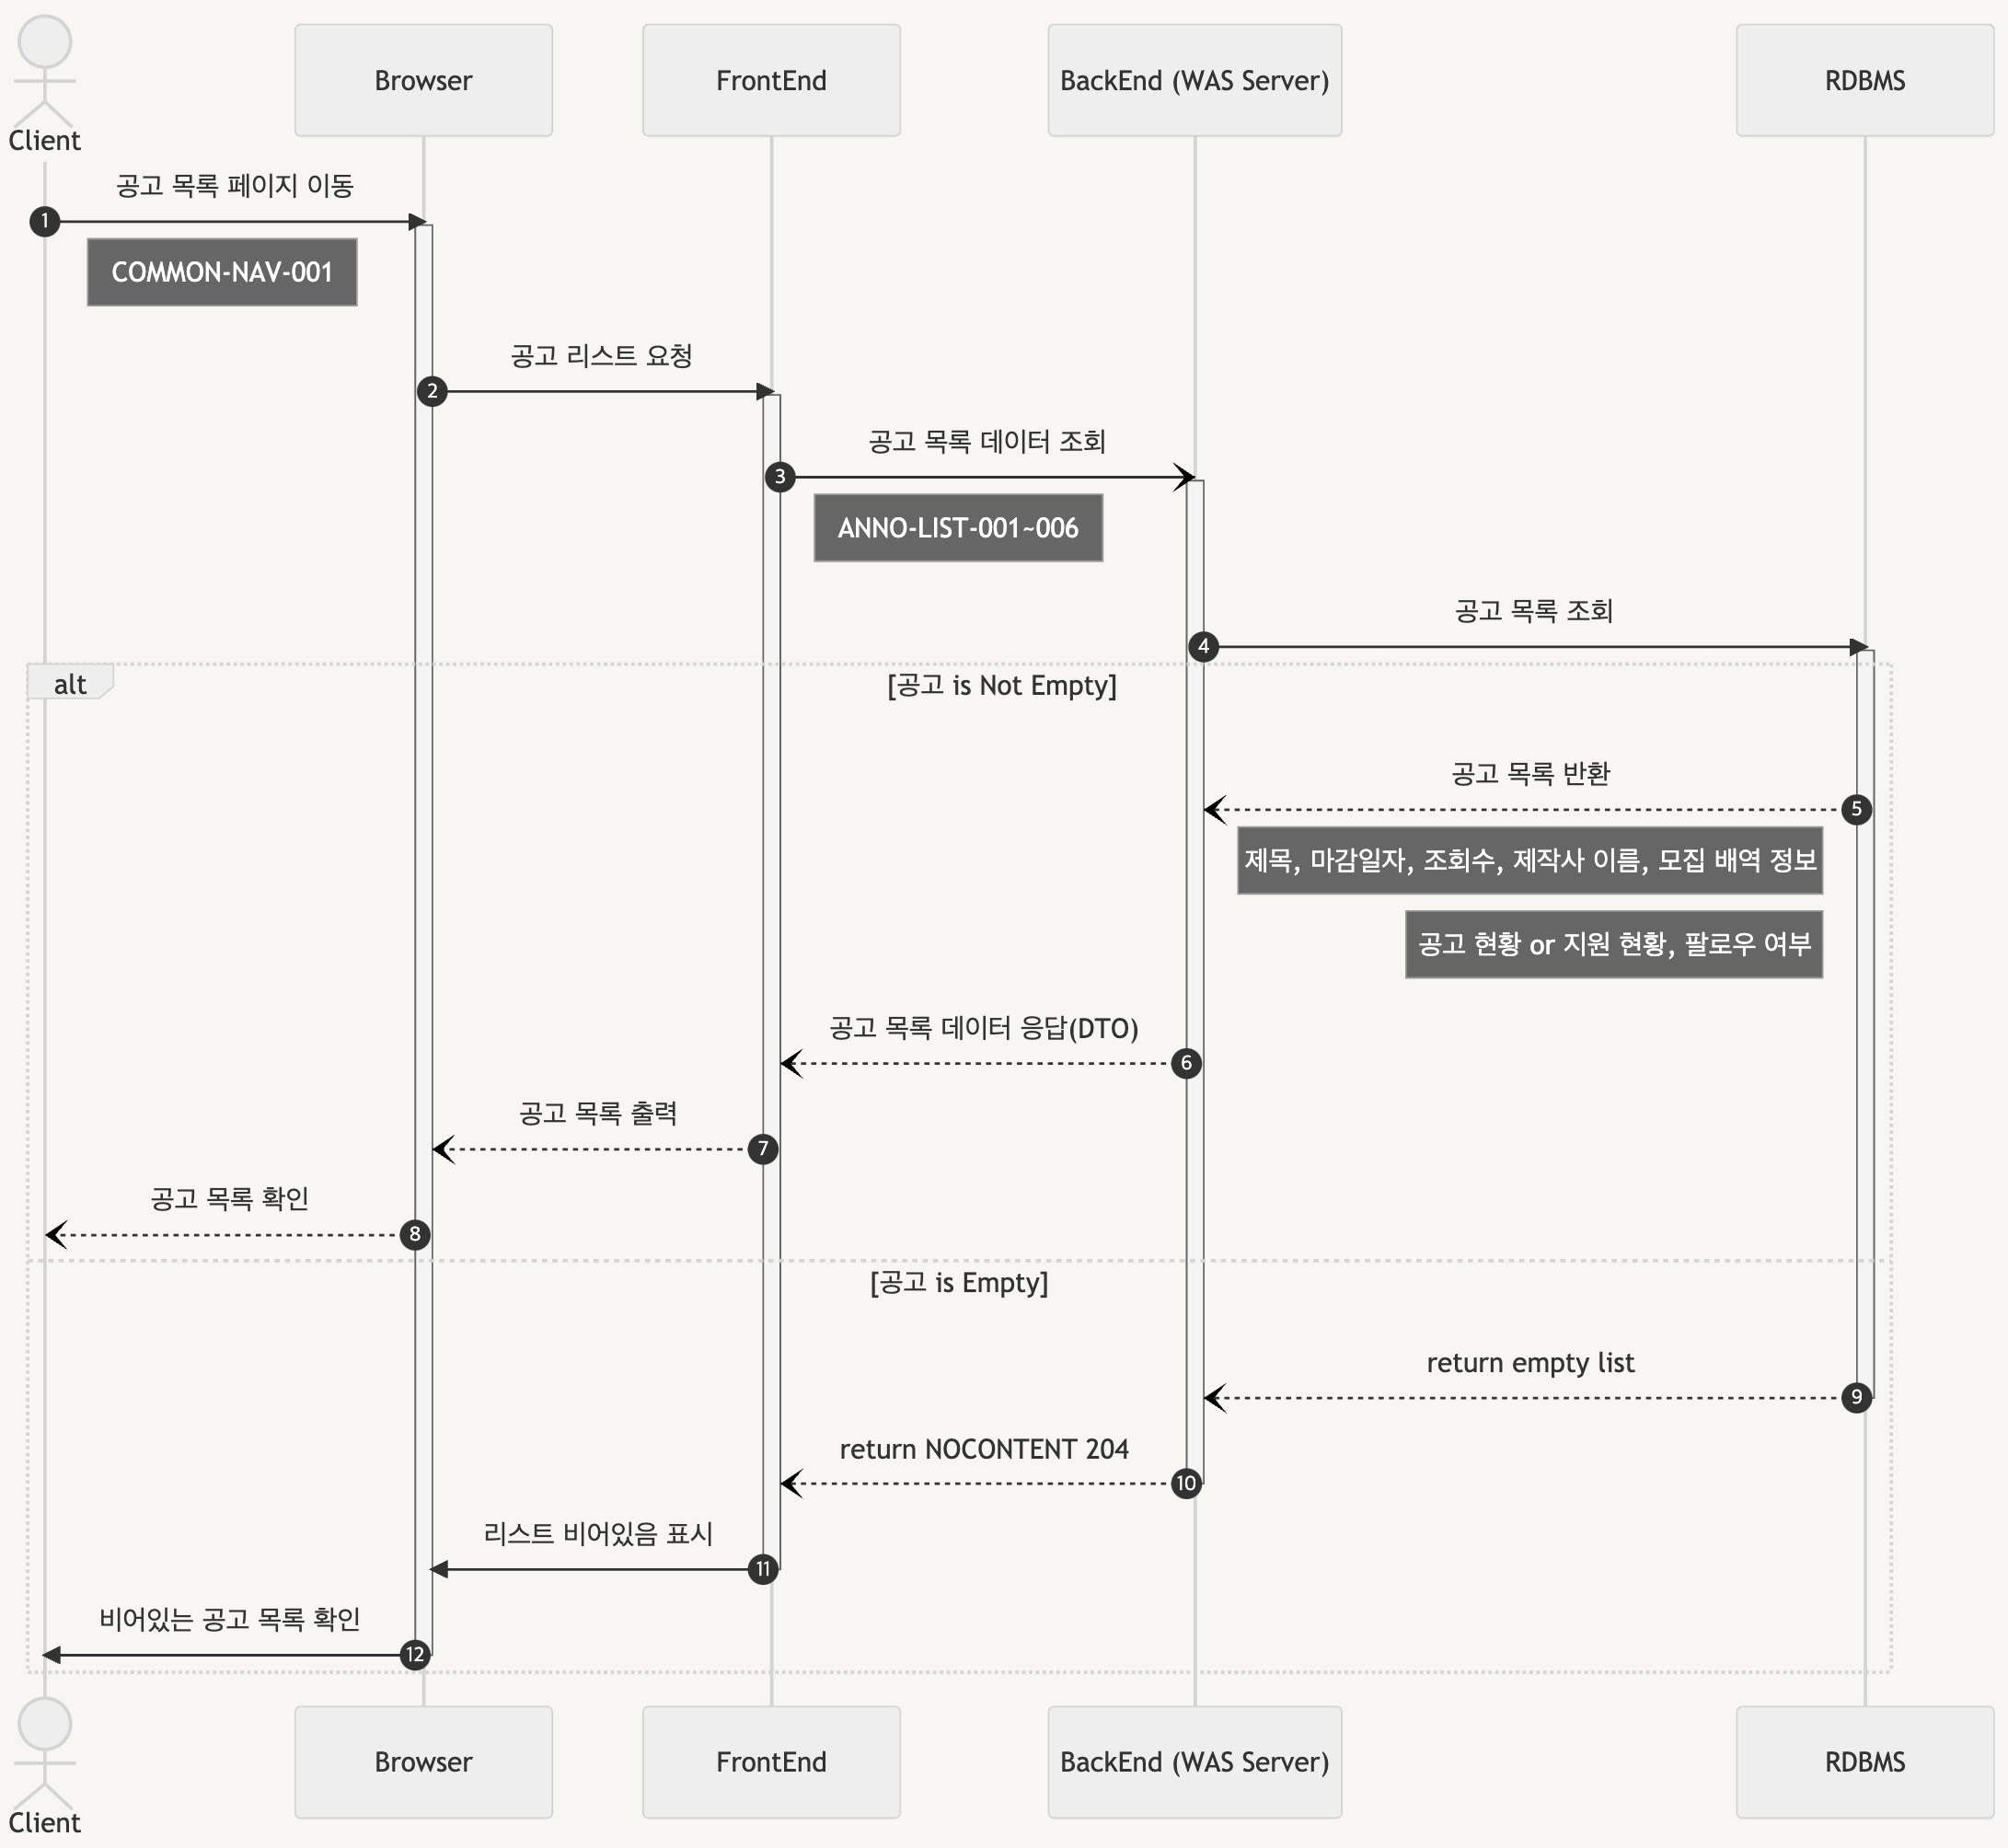 Client
Browser
FrontEnd
BackEnd (WAS Server)
RDBMS
공고 목록 페이지 이동
1
COMMON-NAV-001
공고 리스트 요청
2
공고 목록 데이터 조회
3
ANNO-LIST-001~006
공고 목록 조회
4
alt
[공고 is Not Empty]
공고 목록 반환
5
제목, 마감일자, 조회수, 제작사 이름, 모집 배역 정보
공고 현황 or 지원 현황, 팔로우 여부
공고 목록 데이터 응답(DTO)
6
공고 목록 출력
7
공고 목록 확인
8
[공고 is Empty]
return empty list
9
return NOCONTENT 204
10
리스트 비어있음 표시
11
비어있는 공고 목록 확인
12
Client
Browser
FrontEnd
BackEnd (WAS Server)
RDBMS